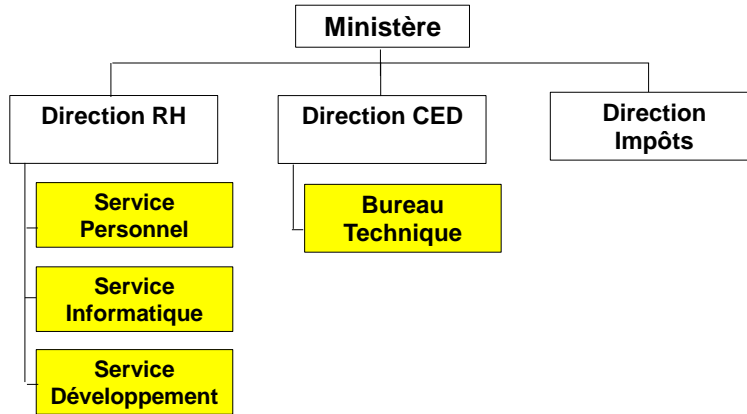 Ministère
Direction RH
Direction CED
Direction
Impôts
Service
Personnel
Bureau
Technique
Service
Informatique
Service
Développement